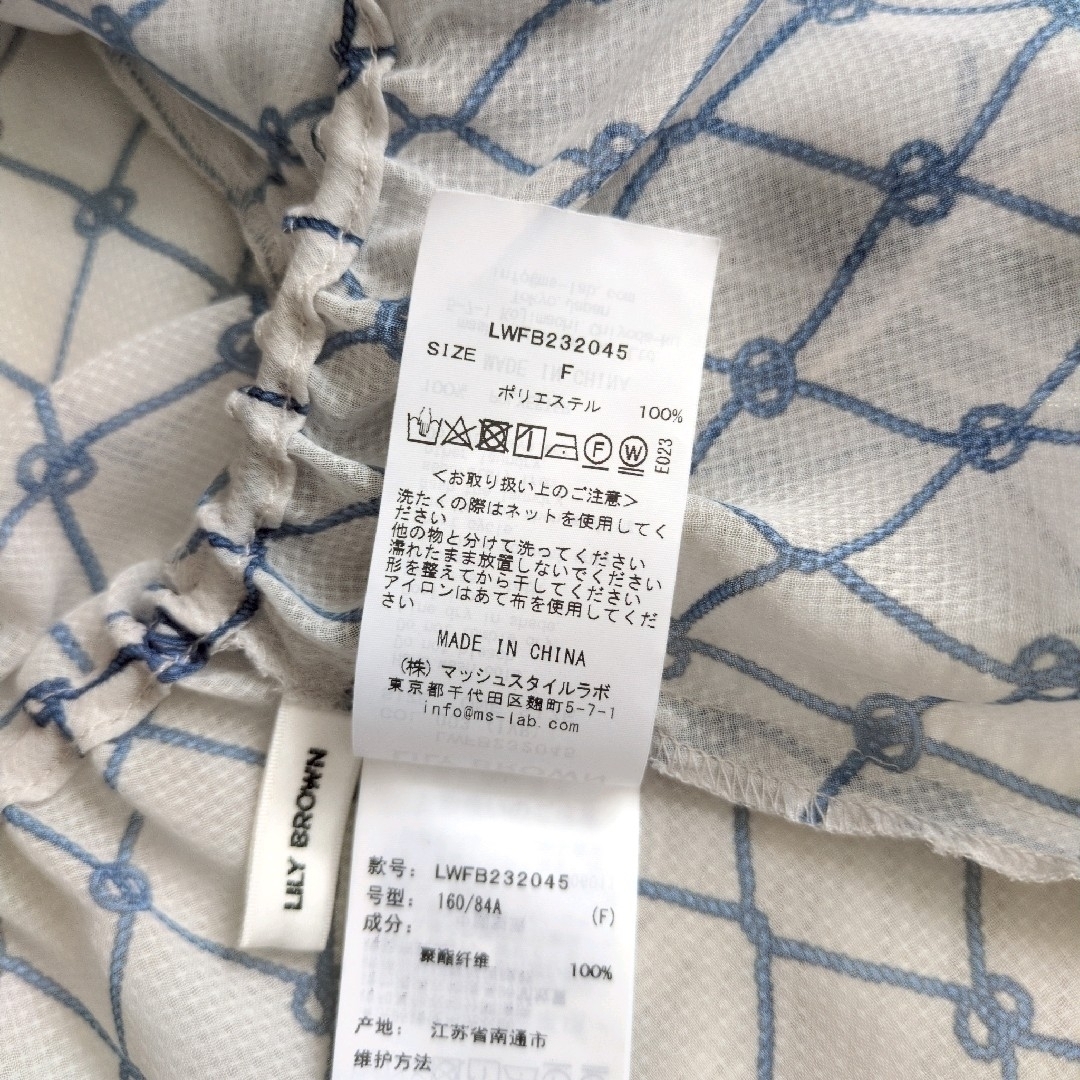 LWFB232045
SIZE F
ポリエステル 100%
E023
<お取り扱い上のご注意>
洗たくの際はネットを使用してく
ださい
他の物と分けて洗ってください
濡れたまま放置しないでください
形を整えてから干してください
アイロンはあて布を使用してくだ
さい
MADE IN CHINA
(株) マッシュスタイルラボ
東京都千代田区麹町5-7-1
info@ms-lab.com
LILY BROWN
款号: LWFB232045
号型: 160/84A (F)
成分:
聚酯纤维 100%
产地: 江苏省南通市
维护方法